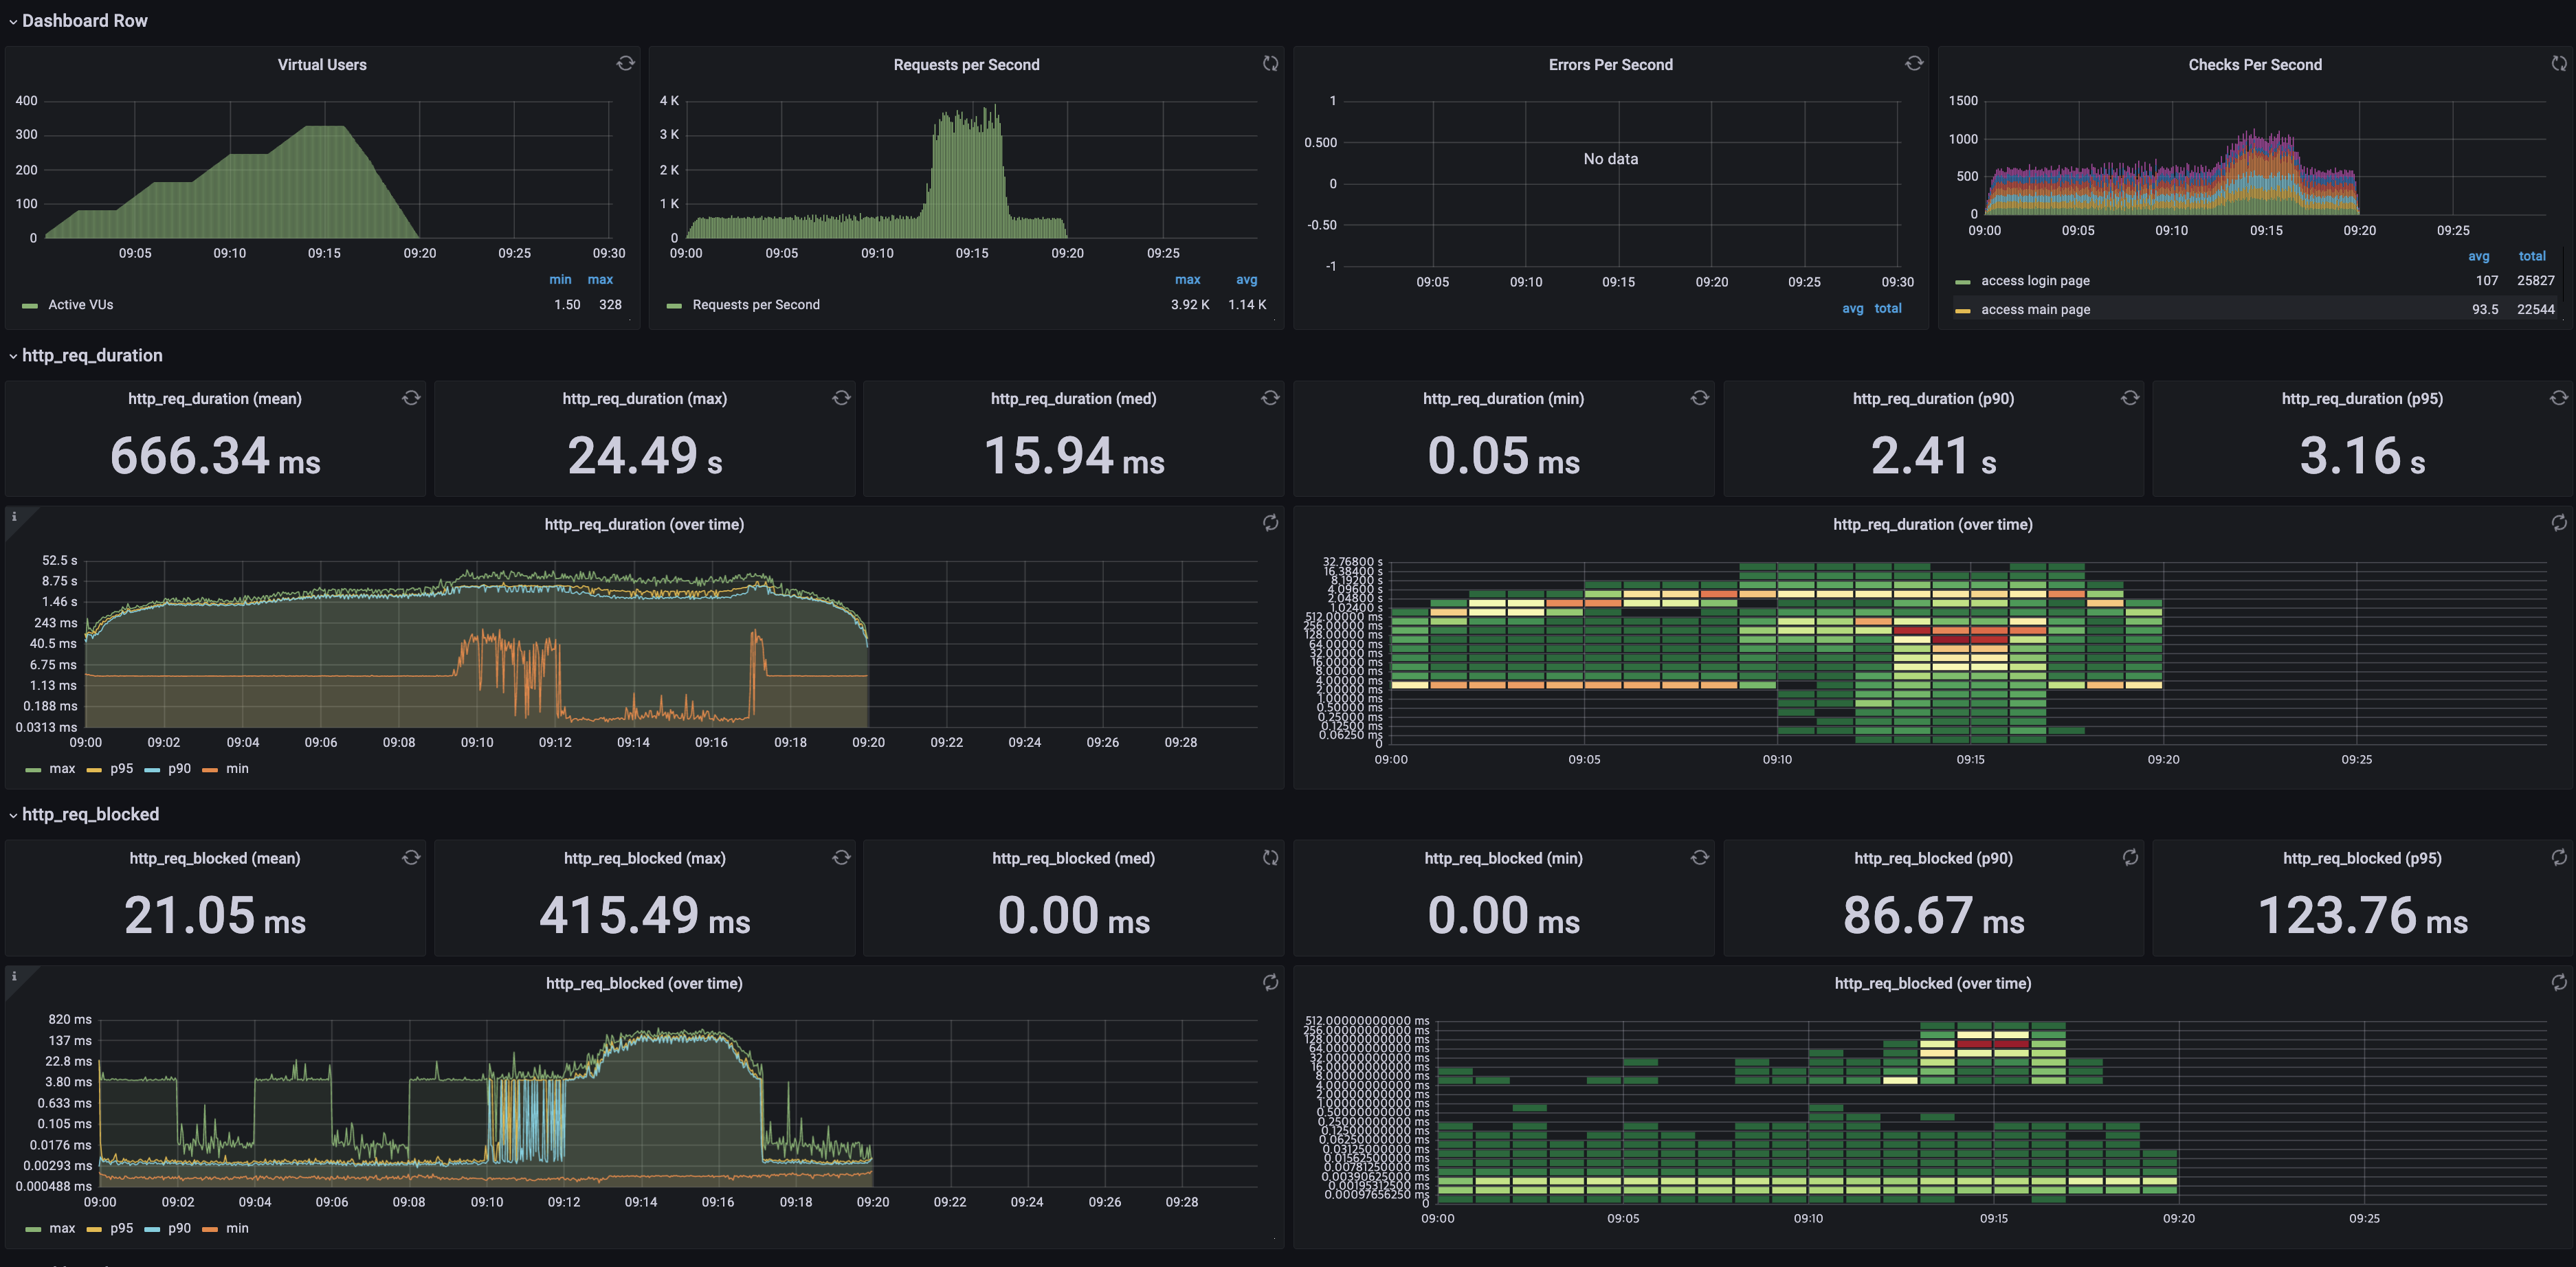 Dashboard Row
Virtual Users
400
300
200
100
0
09:05 09:10 09:15 09:20 09:25 09:30
min max
Active VUs 1.50 328
Requests per Second
4 K
3 K
2 K
1 K
0
09:00 09:05 09:10 09:15 09:20 09:25
max avg
Requests per Second 3.92 K 1.14 K
Errors Per Second
1
0.500
0
-0.50
-1
No data
09:05 09:10 09:15 09:20 09:25 09:30
avg total
Checks Per Second
1500
1000
500
0
09:00 09:05 09:10 09:15 09:20 09:25
avg total
access login page 107 25827
access main page 93.5 22544
http_req_duration
http_req_duration (mean)
666.34 ms
http_req_duration (max)
24.49 s
http_req_duration (med)
15.94 ms
http_req_duration (min)
0.05 ms
http_req_duration (p90)
2.41 s
http_req_duration (p95)
3.16 s
i
http_req_duration (over time)
52.5 s
8.75 s
1.46 s
243 ms
40.5 ms
6.75 ms
1.13 ms
0.188 ms
0.0313 ms
09:00 09:02 09:04 09:06 09:08 09:10 09:12 09:14 09:16 09:18 09:20 09:22 09:24 09:26 09:28
max p95 p90 min
http_req_duration (over time)
32.76800 s
16.38400 s
8.19200 s
4.09600 s
2.04800 s
1.02400 s
512.00000 ms
256.00000 ms
128.00000 ms
64.00000 ms
32.00000 ms
16.00000 ms
8.00000 ms
4.00000 ms
2.00000 ms
1.00000 ms
0.50000 ms
0.25000 ms
0.12500 ms
0.06250 ms
0
09:00 09:05 09:10 09:15 09:20 09:25
http_req_blocked
http_req_blocked (mean)
21.05 ms
http_req_blocked (max)
415.49 ms
http_req_blocked (med)
0.00 ms
http_req_blocked (min)
0.00 ms
http_req_blocked (p90)
86.67 ms
http_req_blocked (p95)
123.76 ms
i
http_req_blocked (over time)
820 ms
137 ms
22.8 ms
3.80 ms
0.633 ms
0.105 ms
0.0176 ms
0.00293 ms
0.000488 ms
09:00 09:02 09:04 09:06 09:08 09:10 09:12 09:14 09:16 09:18 09:20 09:22 09:24 09:26 09:28
max p95 p90 min
http_req_blocked (over time)
512.00000000000 ms
256.00000000000 ms
128.00000000000 ms
64.00000000000 ms
32.00000000000 ms
16.00000000000 ms
8.00000000000 ms
4.00000000000 ms
2.00000000000 ms
1.00000000000 ms
0.50000000000 ms
0.25000000000 ms
0.12500000000 ms
0.06250000000 ms
0.03125000000 ms
0.01562500000 ms
0.00781250000 ms
0.00390625000 ms
0.00195312500 ms
0.00097656250 ms
0
09:00 09:05 09:10 09:15 09:20 09:25